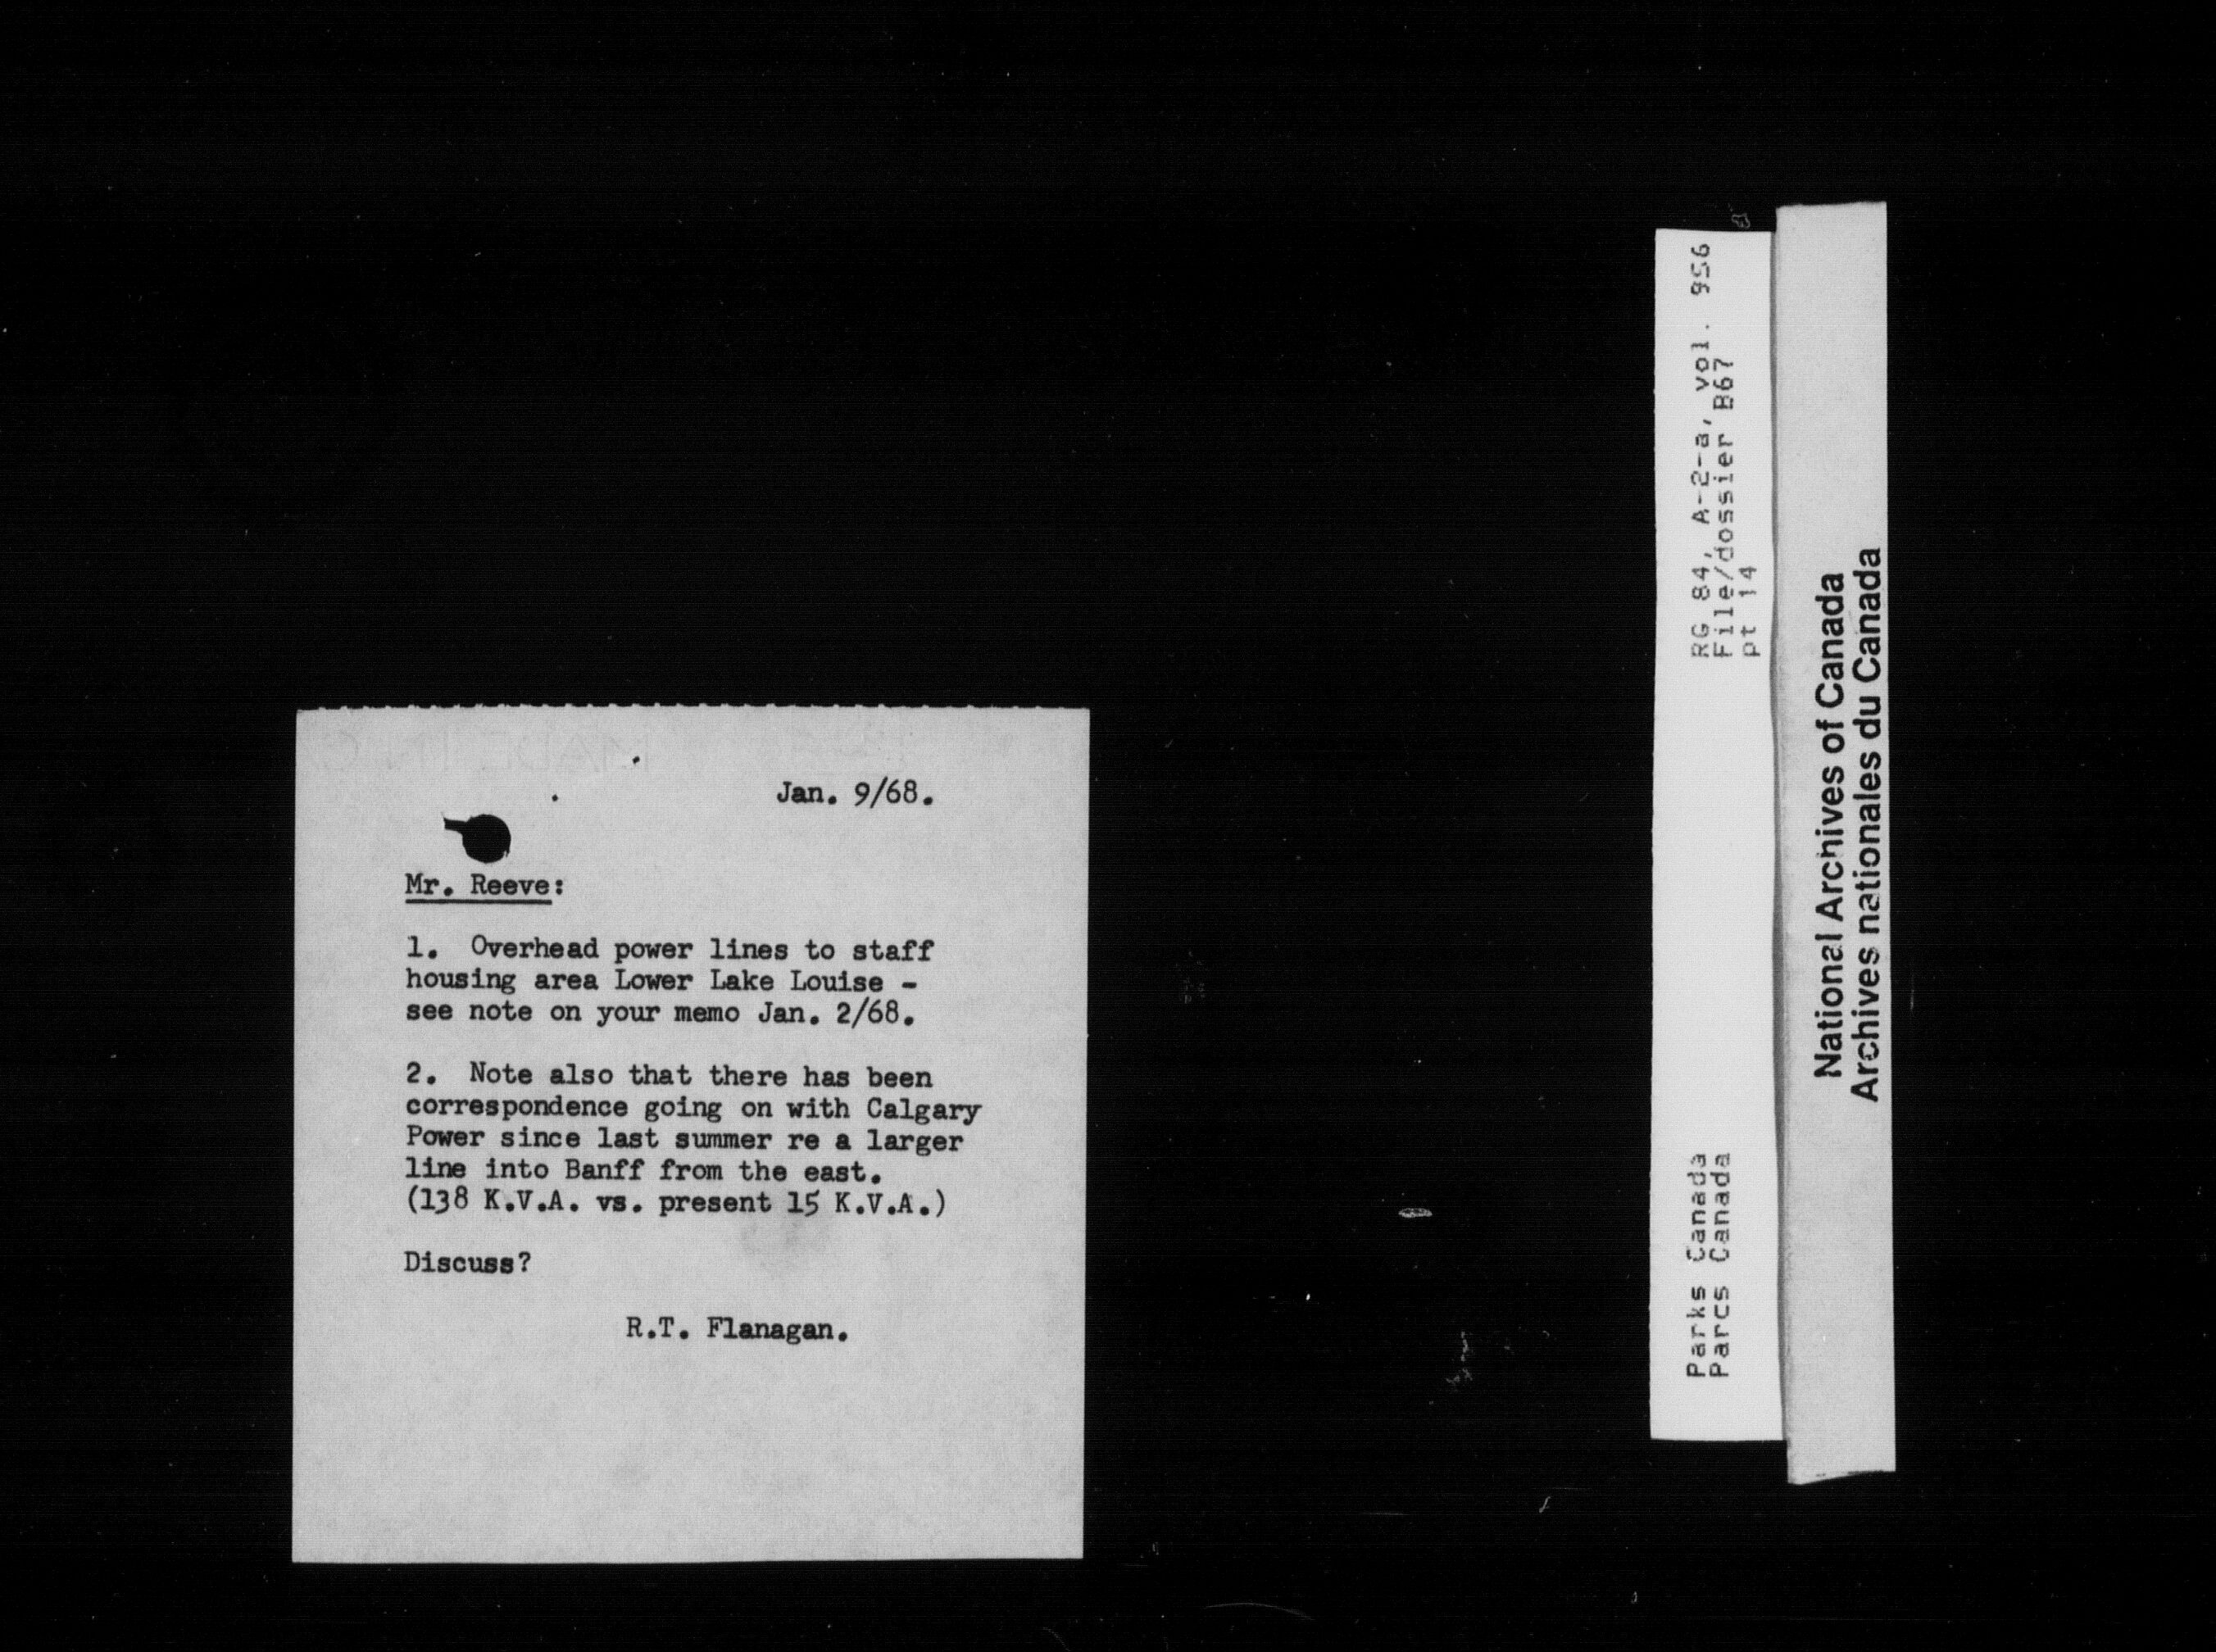 Jan. 9/68.
Mr. Reeve:
1. Overhead power lines to staff
housing area Lower Lake Louise -
see note on your memo Jan. 2/68.
2. Note also that there has been
correspondence going on with Calgary
Power since last summer re a larger
line into Banff from the east.
(138 K.V.A. vs. present 15 K.V.A.)
Discuss?
R.T. Flanagan.
RG 84, A-2-a, vol. 956
File/dossier B67
pt 14
Parks Canada
Parcs Canada
National Archives of Canada
Archives nationales du Canada